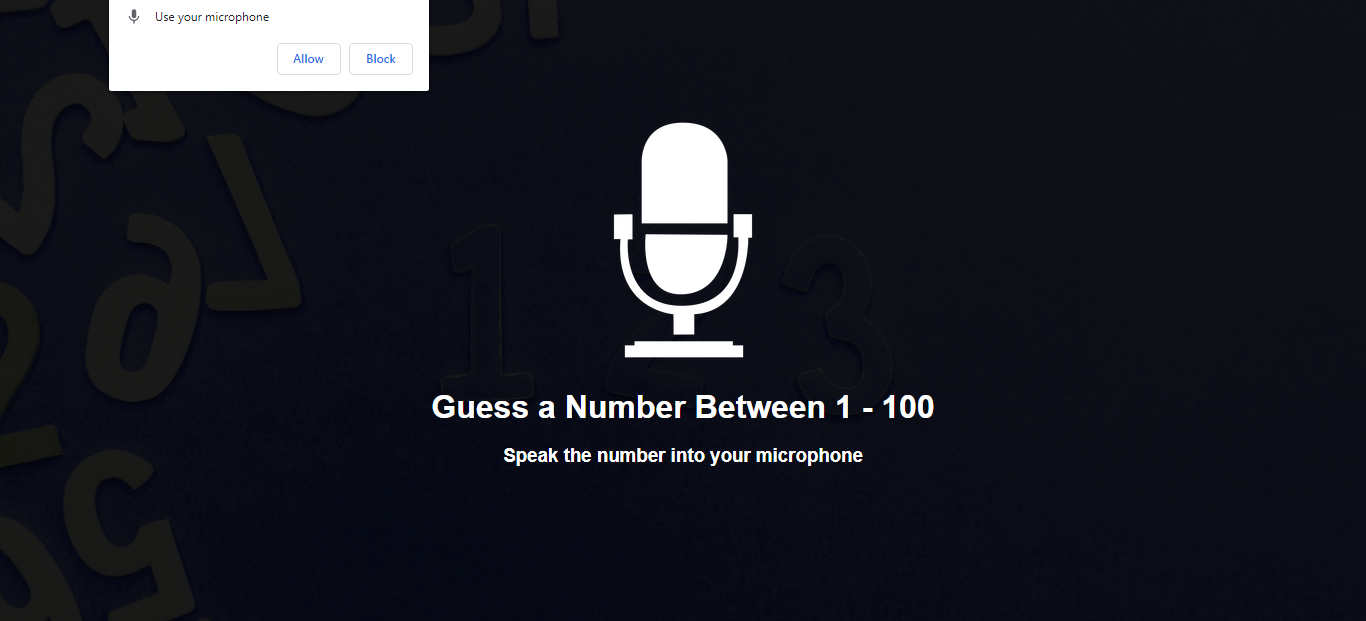 Use your microphone
Allow
Block
Guess a Number Between 1 - 100
Speak the number into your microphone